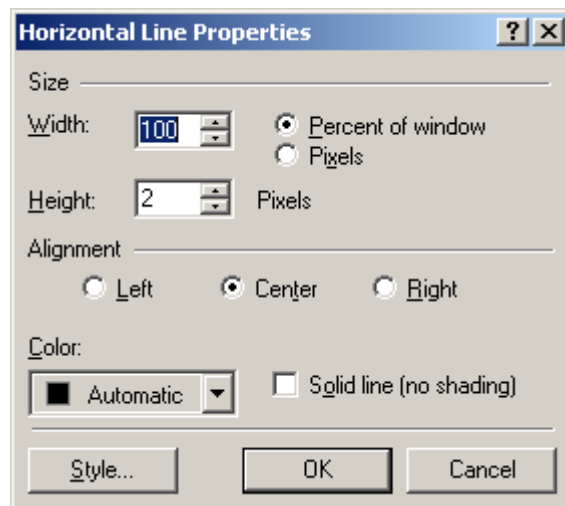 Horizontal Line Properties ? X
Size
Width: 100 Percent of window
Pixels
Height: 2 Pixels
Alignment
Left Center Right
Color:
Automatic Solid line (no shading)
Style... OK Cancel